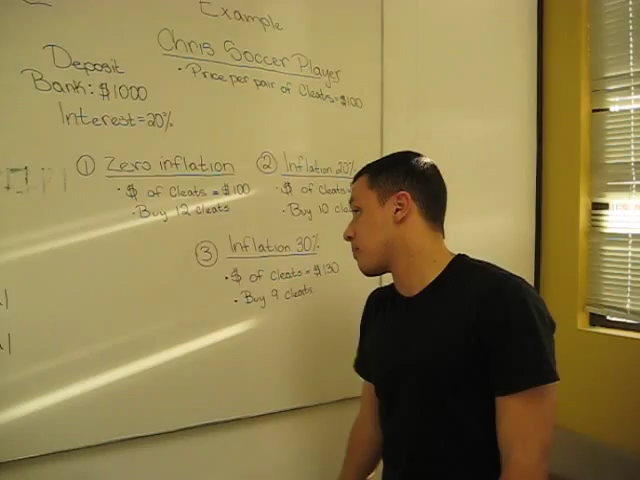 Example
Chris Soccer Player
• Price per pair of Cleats = $100
Deposit
Bank: $1000
Interest = 20%
① Zero inflation
• $ of Cleats = $100
• Buy 12 cleats
② Inflation 20%
• $ of Cleats =
• Buy 10 cle
③ Inflation 30%
• $ of Cleats = $130
• Buy 9 cleats